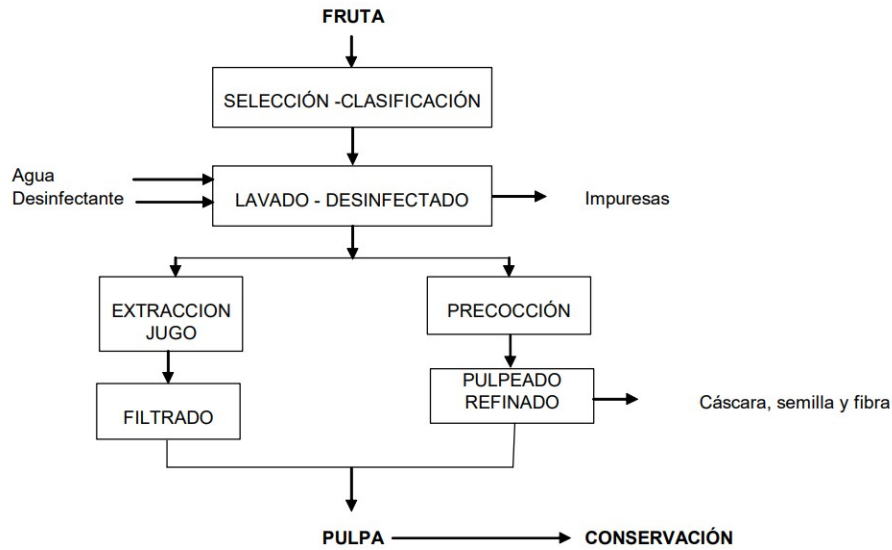 FRUTA
SELECCIÓN -CLASIFICACIÓN
Agua
Desinfectante
LAVADO - DESINFECTADO
Impuresas
EXTRACCION
JUGO
PRECOCCIÓN
FILTRADO
PULPEADO
REFINADO
Cáscara, semilla y fibra
PULPA
CONSERVACIÓN